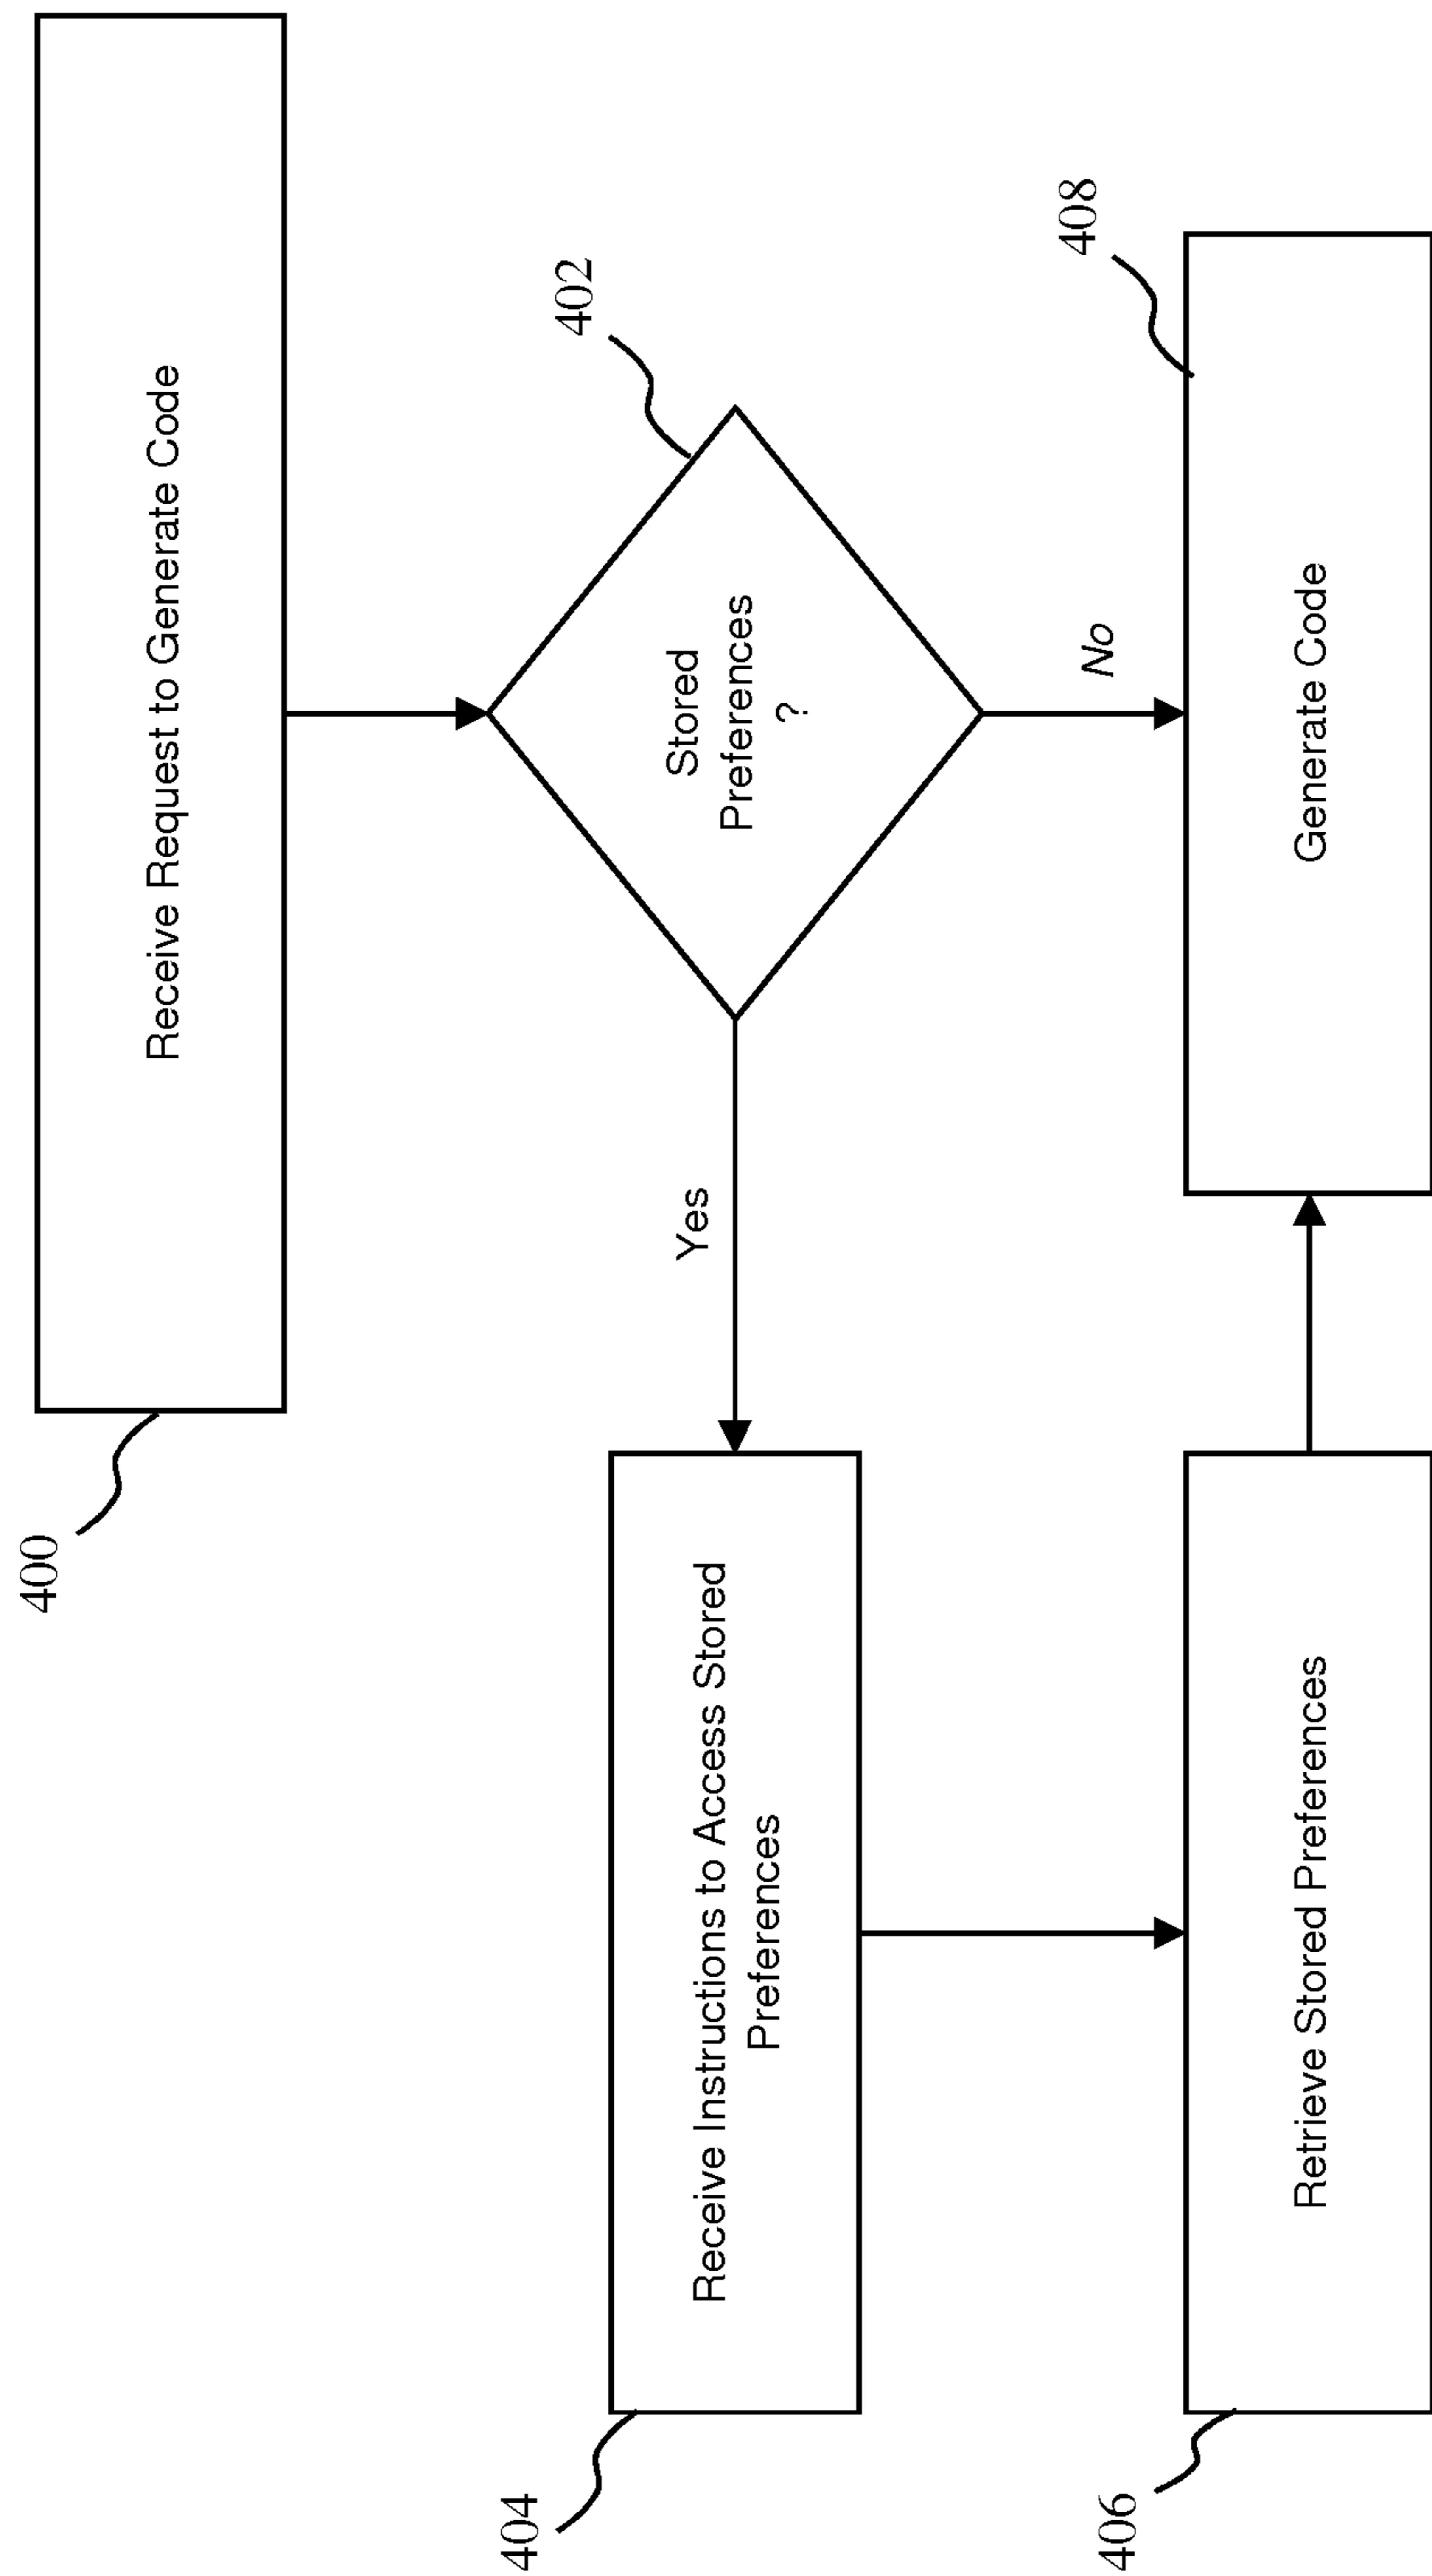 400
Receive Request to Generate Code
402
Stored
Preferences
?
Yes
No
404
Receive Instructions to Access Stored
Preferences
406
Retrieve Stored Preferences
408
Generate Code